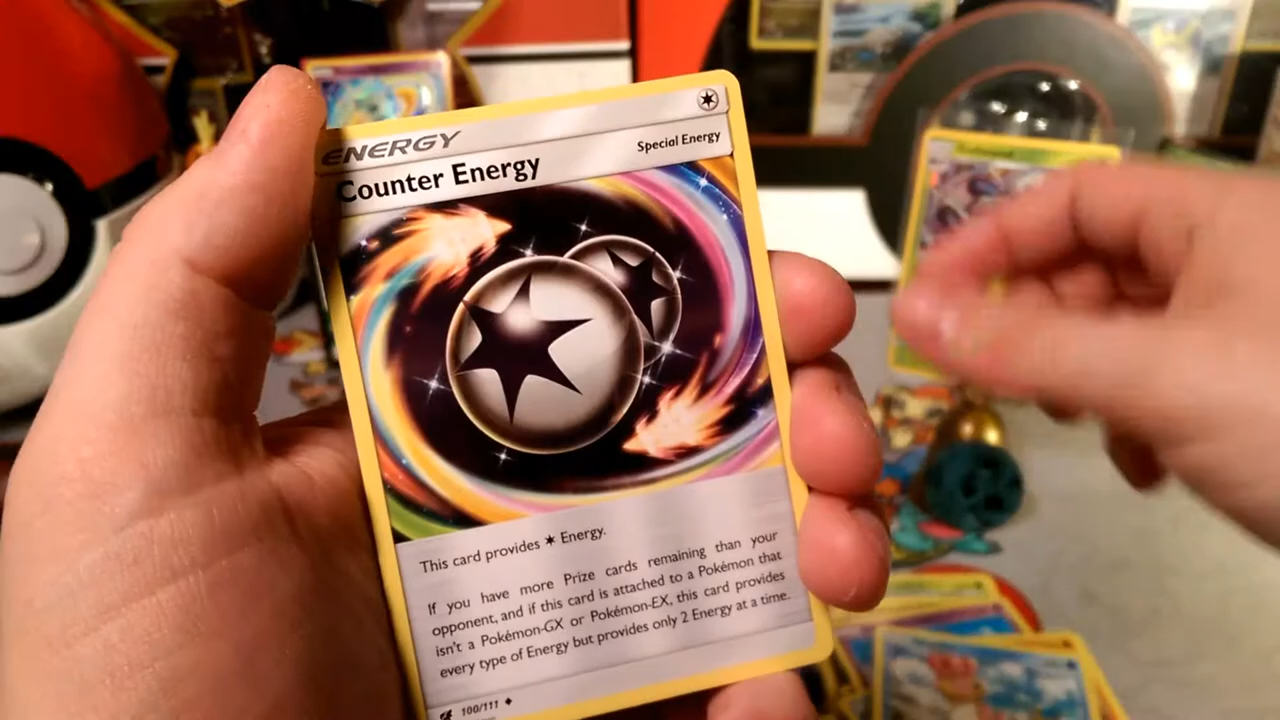 ENERGY
Special Energy
Counter Energy
This card provides ✶ Energy.
If you have more Prize cards remaining than your
opponent, and if this card is attached to a Pokémon that
isn't a Pokémon-GX or Pokémon-EX, this card provides
every type of Energy but provides only 2 Energy at a time.
100/111 ◆